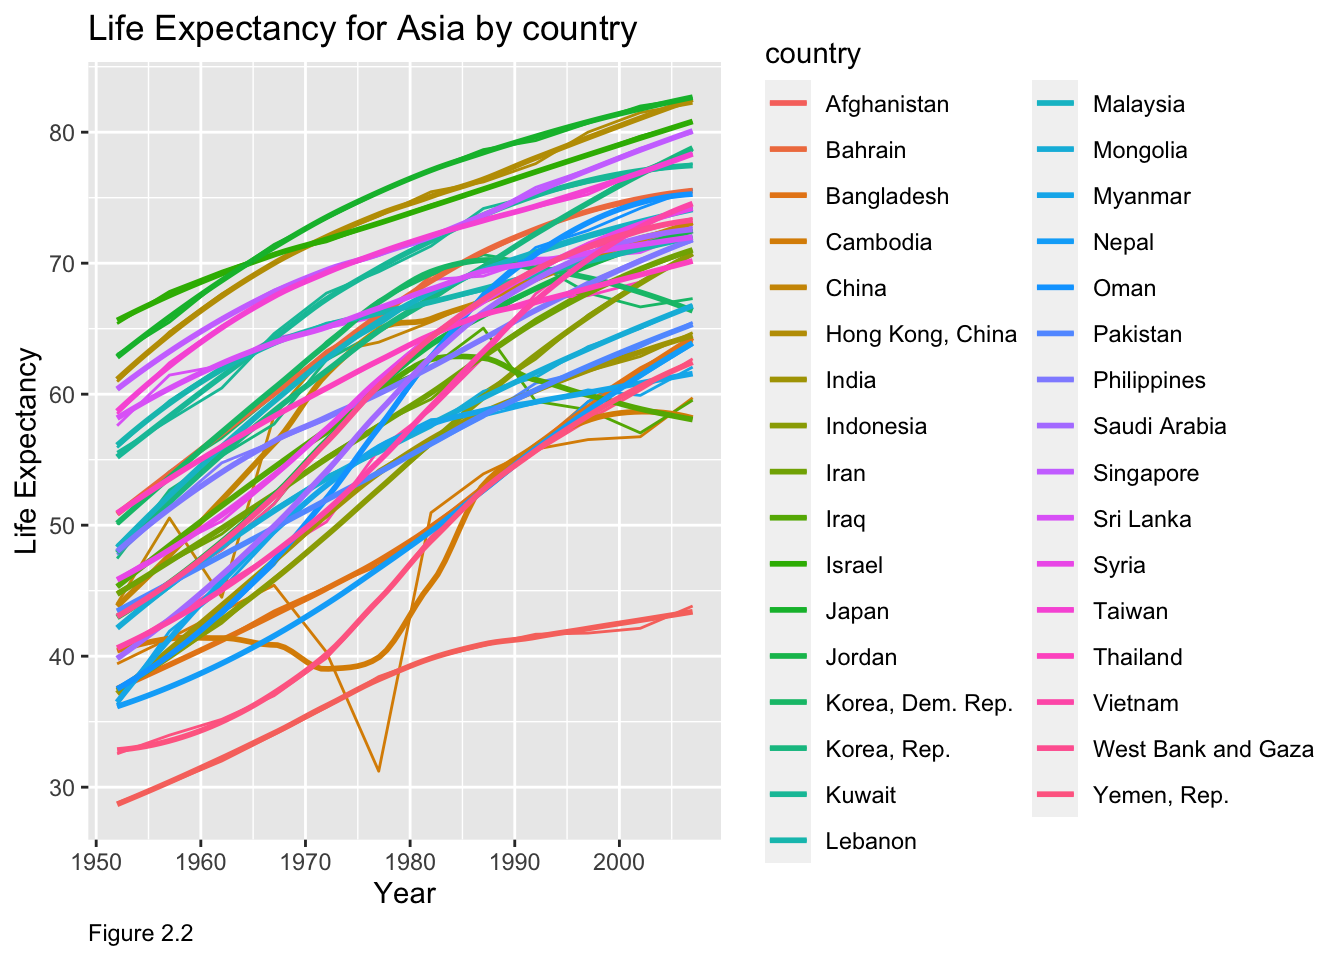 Life Expectancy for Asia by country
Life Expectancy
80
70
60
50
40
30
1950 1960 1970 1980 1990 2000
Year
Figure 2.2
country
Afghanistan
Bahrain
Bangladesh
Cambodia
China
Hong Kong, China
India
Indonesia
Iran
Iraq
Israel
Japan
Jordan
Korea, Dem. Rep.
Korea, Rep.
Kuwait
Lebanon
Malaysia
Mongolia
Myanmar
Nepal
Oman
Pakistan
Philippines
Saudi Arabia
Singapore
Sri Lanka
Syria
Taiwan
Thailand
Vietnam
West Bank and Gaza
Yemen, Rep.